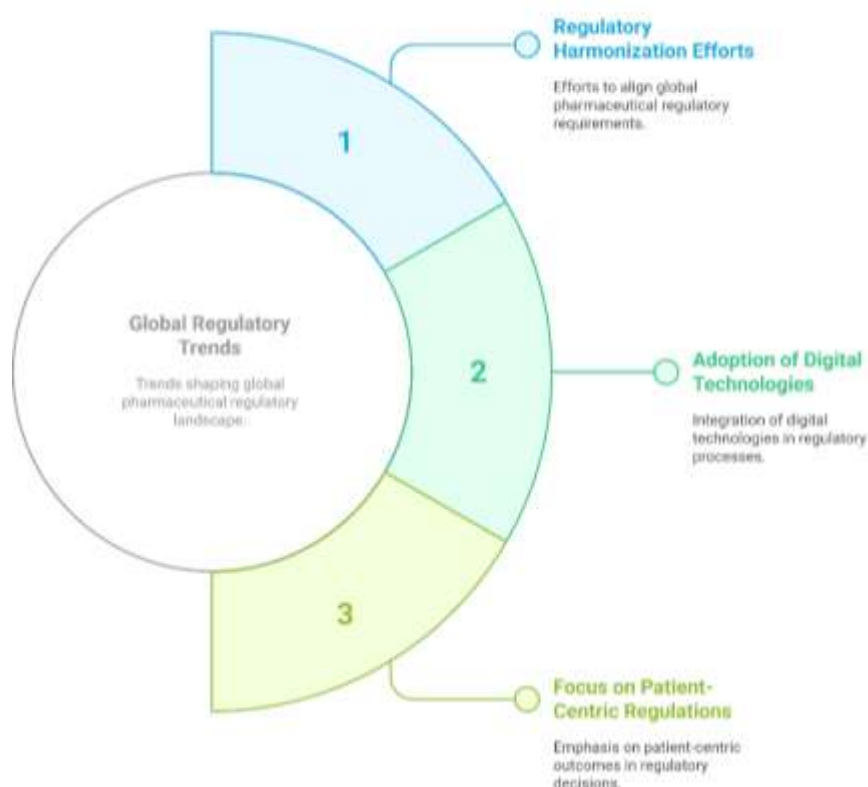 Regulatory
Harmonization Efforts
Efforts to align global
pharmaceutical regulatory
requirements.
1
Global Regulatory
Trends
Trends shaping global
pharmaceutical regulatory
landscape.
2
Adoption of Digital
Technologies
Integration of digital
technologies in regulatory
processes.
3
Focus on Patient-
Centric Regulations
Emphasis on patient-centric
outcomes in regulatory
decisions.